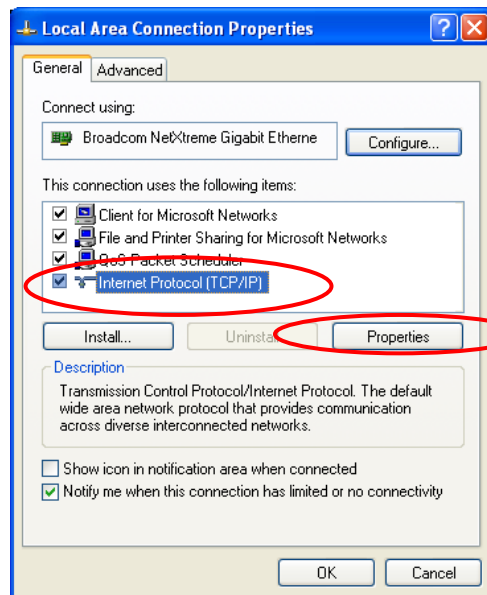 Local Area Connection Properties
General Advanced
Connect using:
Broadcom NetXtreme Gigabit Etherne
Configure...
This connection uses the following items:
Client for Microsoft Networks
File and Printer Sharing for Microsoft Networks
QoS Packet Scheduler
Internet Protocol (TCP/IP)
Install... Uninstal Properties
Description
Transmission Control Protocol/Internet Protocol. The default
wide area network protocol that provides communication
across diverse interconnected networks.
Show icon in notification area when connected
Notify me when this connection has limited or no connectivity
OK Cancel